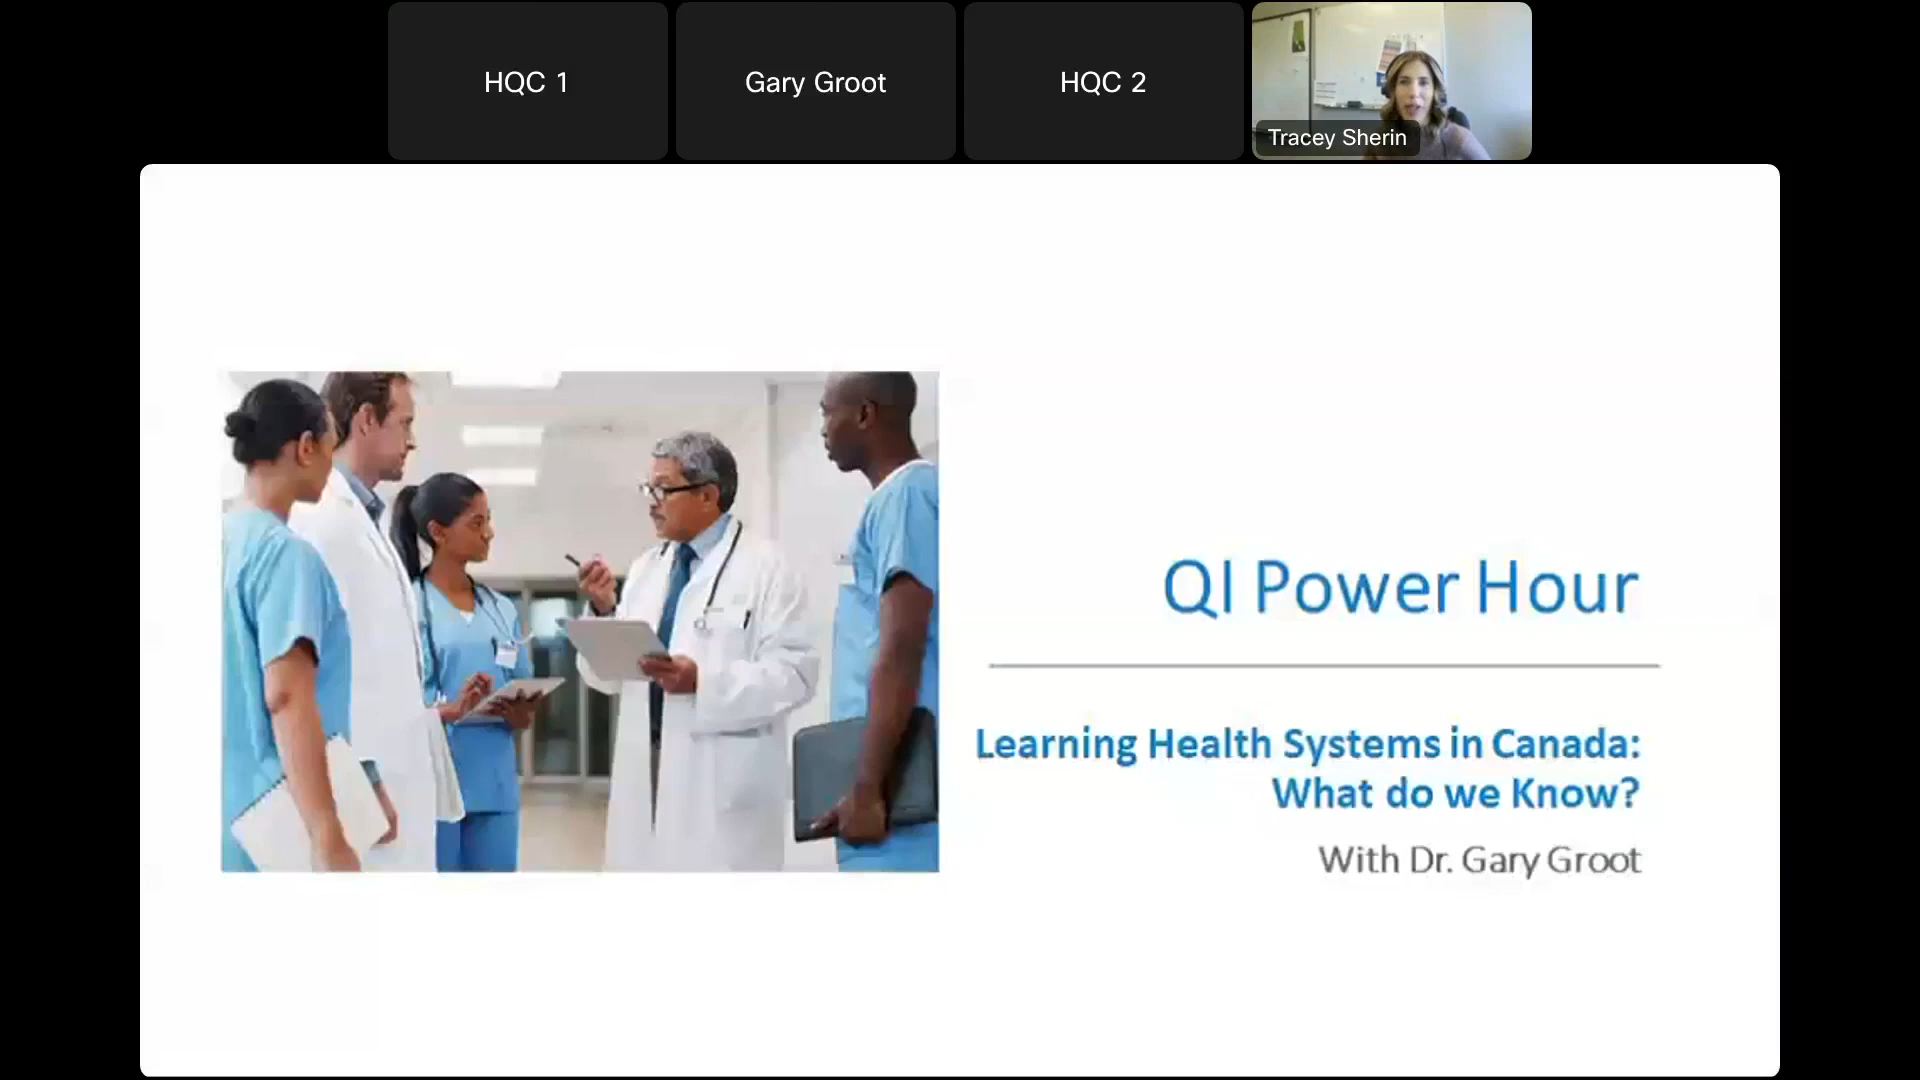 HQC 1
Gary Groot
HQC 2
Tracey Sherin
QI Power Hour
Learning Health Systems in Canada:
What do we Know?
With Dr. Gary Groot